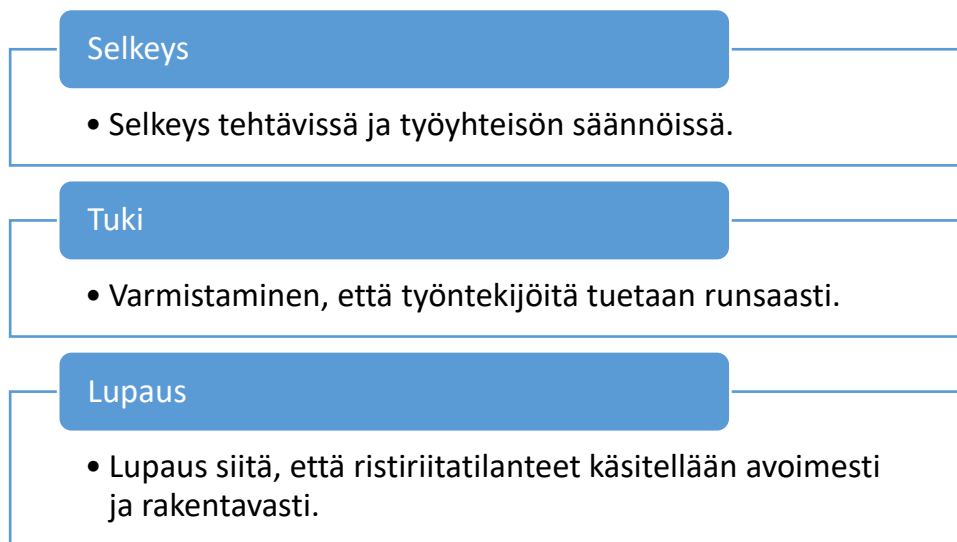 Selkeys
• Selkeys tehtävissä ja työyhteisön säännöissä.
Tuki
• Varmistaminen, että työntekijöitä tuetaan runsaasti.
Lupaus
• Lupaus siitä, että ristiriitatilanteet käsitellään avoimesti
ja rakentavasti.